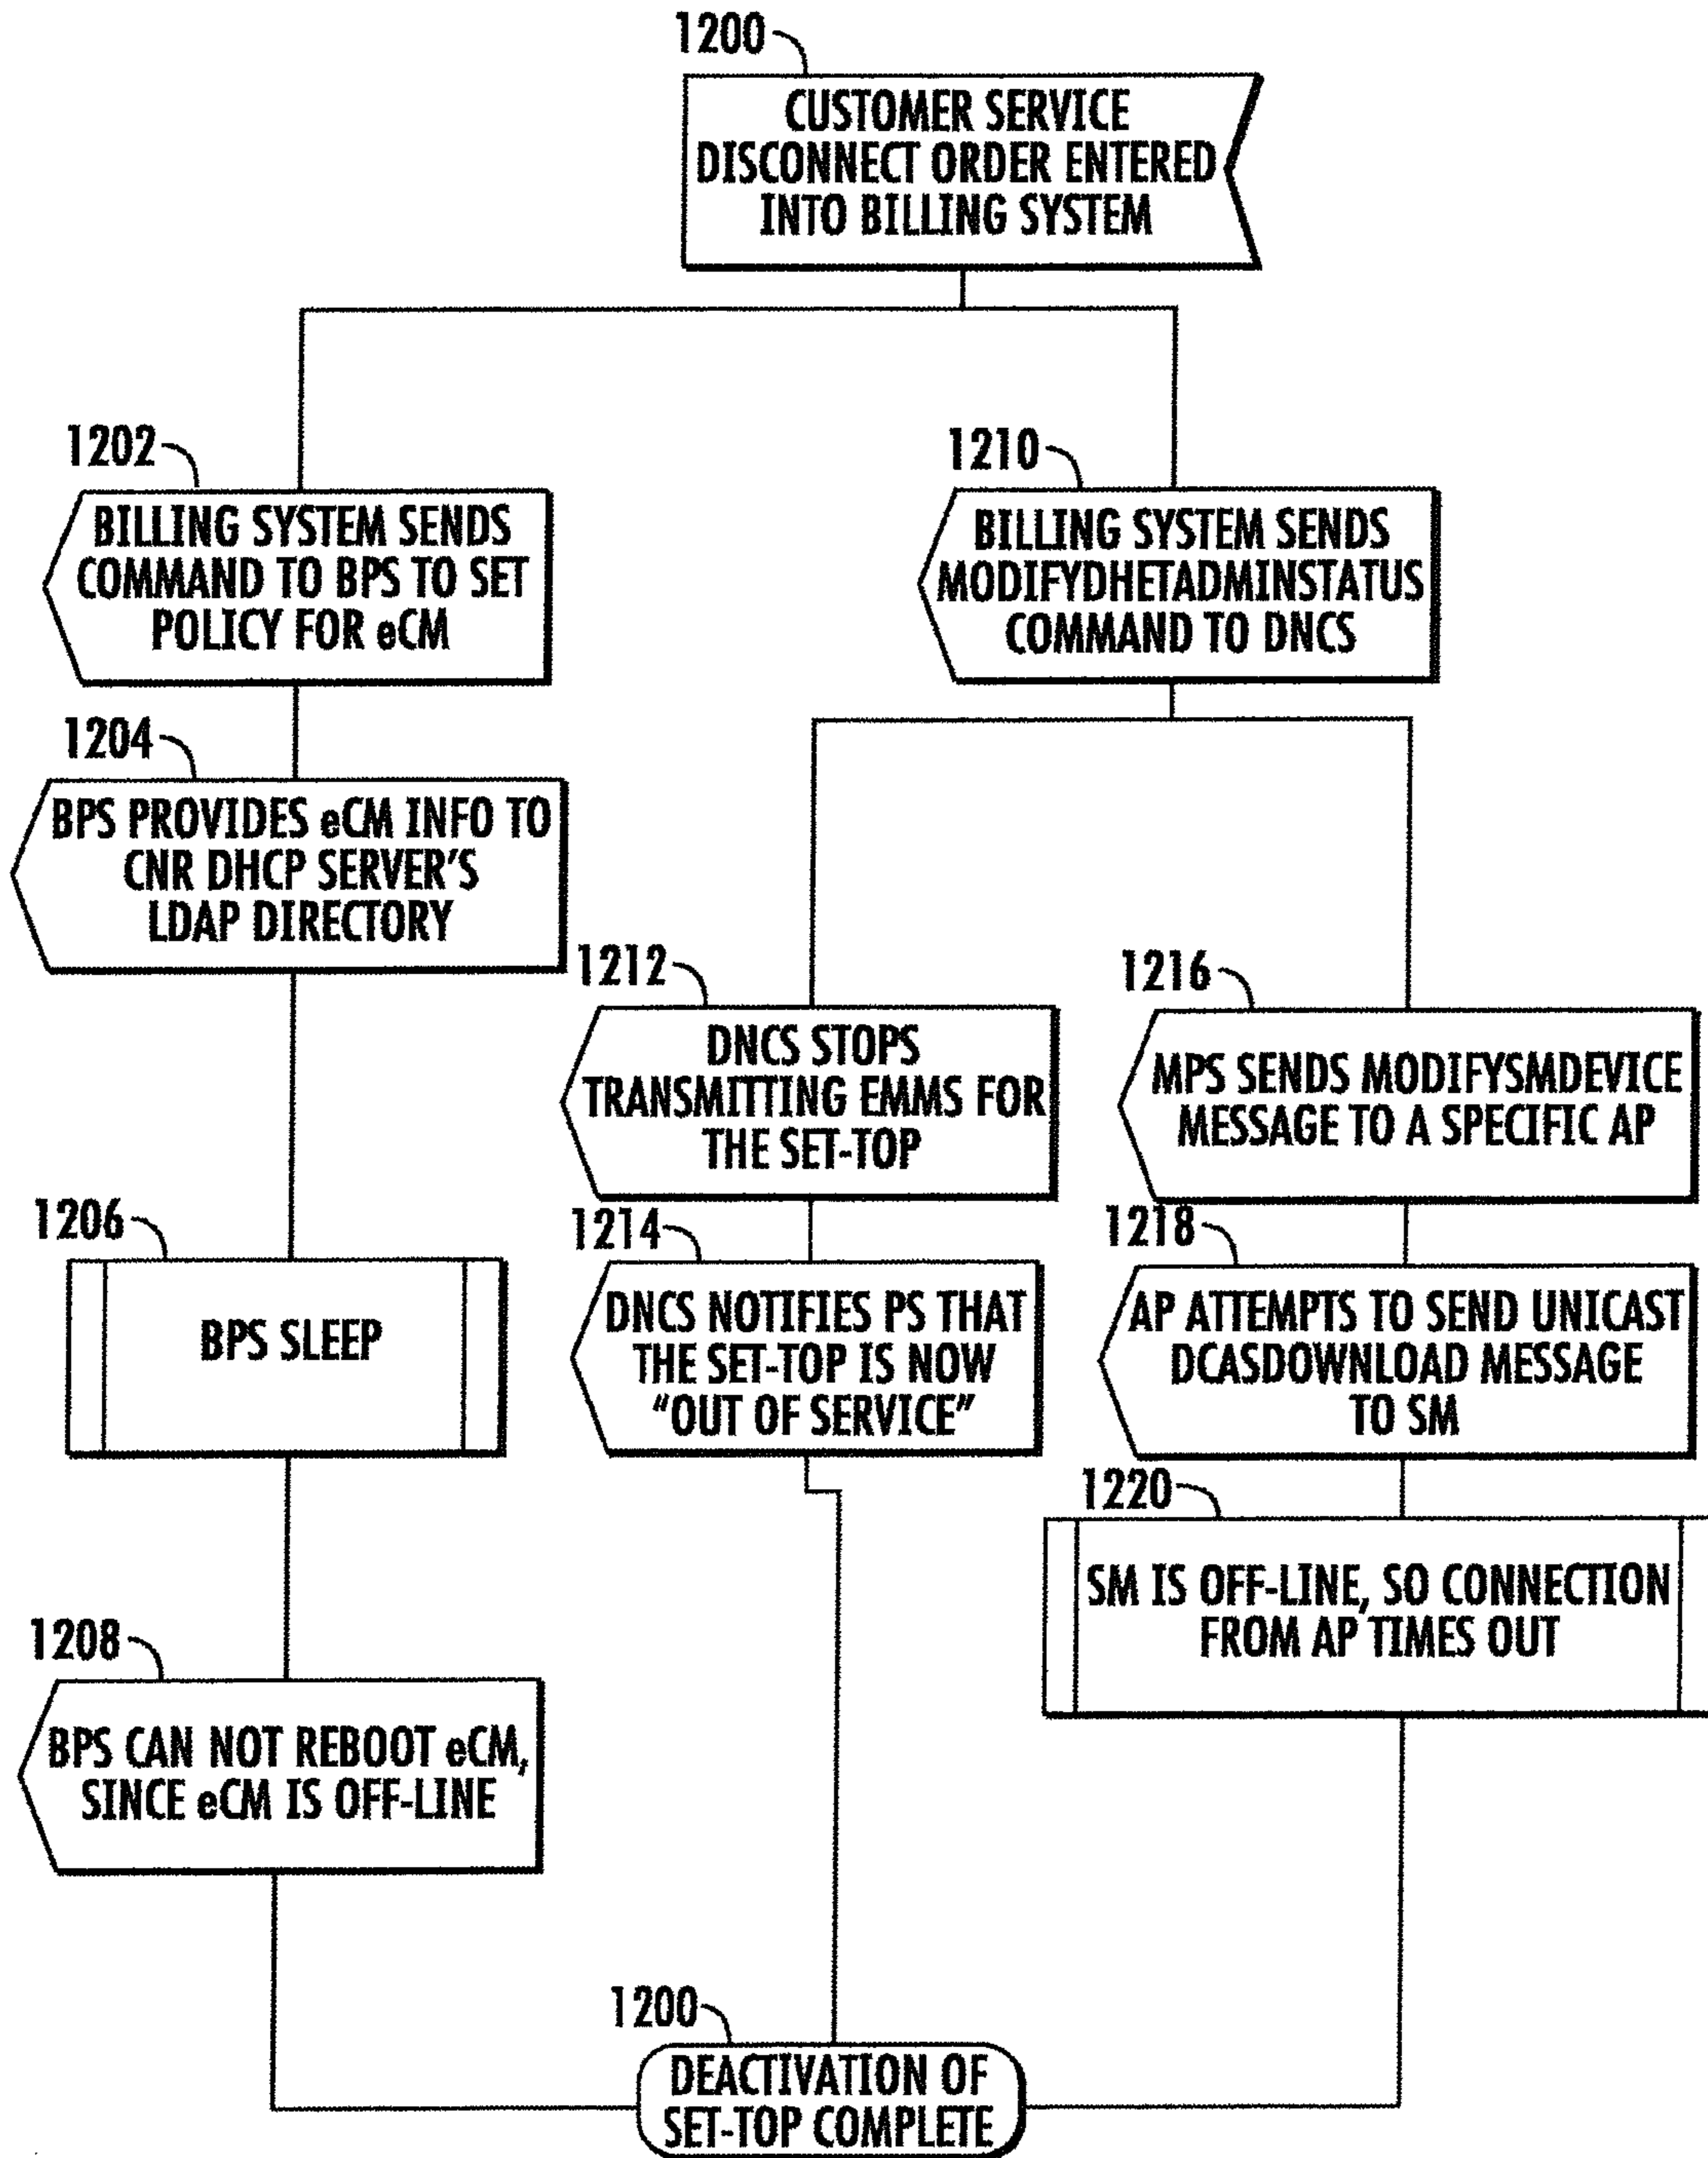 1200
CUSTOMER SERVICE
DISCONNECT ORDER ENTERED
INTO BILLING SYSTEM
1202
BILLING SYSTEM SENDS
COMMAND TO BPS TO SET
POLICY FOR eCM
1210
BILLING SYSTEM SENDS
MODIFYDHETADMINSTATUS
COMMAND TO DNCS
1204
BPS PROVIDES eCM INFO TO
CNR DHCP SERVER'S
LDAP DIRECTORY
1212
DNCS STOPS
TRANSMITTING EMMS FOR
THE SET-TOP
1216
MPS SENDS MODIFYSMDEVICE
MESSAGE TO A SPECIFIC AP
1206
BPS SLEEP
1214
DNCS NOTIFIES PS THAT
THE SET-TOP IS NOW
"OUT OF SERVICE"
1218
AP ATTEMPTS TO SEND UNICAST
DCASDOWNLOAD MESSAGE
TO SM
1220
SM IS OFF-LINE, SO CONNECTION
FROM AP TIMES OUT
1208
BPS CAN NOT REBOOT eCM,
SINCE eCM IS OFF-LINE
1200
DEACTIVATION OF
SET-TOP COMPLETE